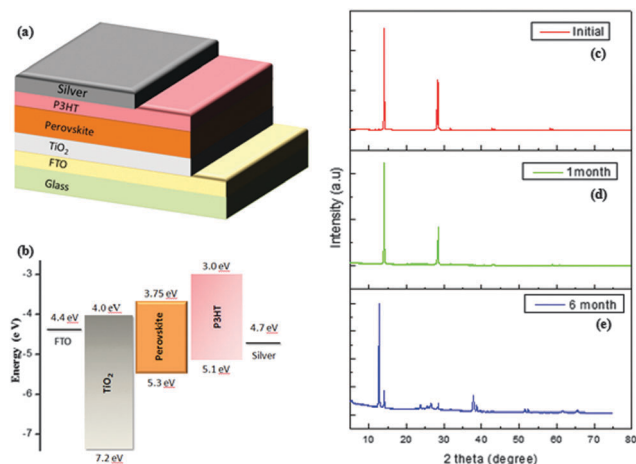 (a)
Silver
P3HT
Perovskite
TiO2
FTO
Glass
(b)
Energy (e V)
-3
-4
-5
-6
-7
4.4 eV
FTO
4.0 eV
TiO2
7.2 eV
3.75 eV
Perovskite
5.3 eV
3.0 eV
P3HT
5.1 eV
4.7 eV
Silver
Intensity (a.u)
Initial
(c)
1month
(d)
6 month
(e)
10 20 30 40 50 60 70 80
2 theta (degree)